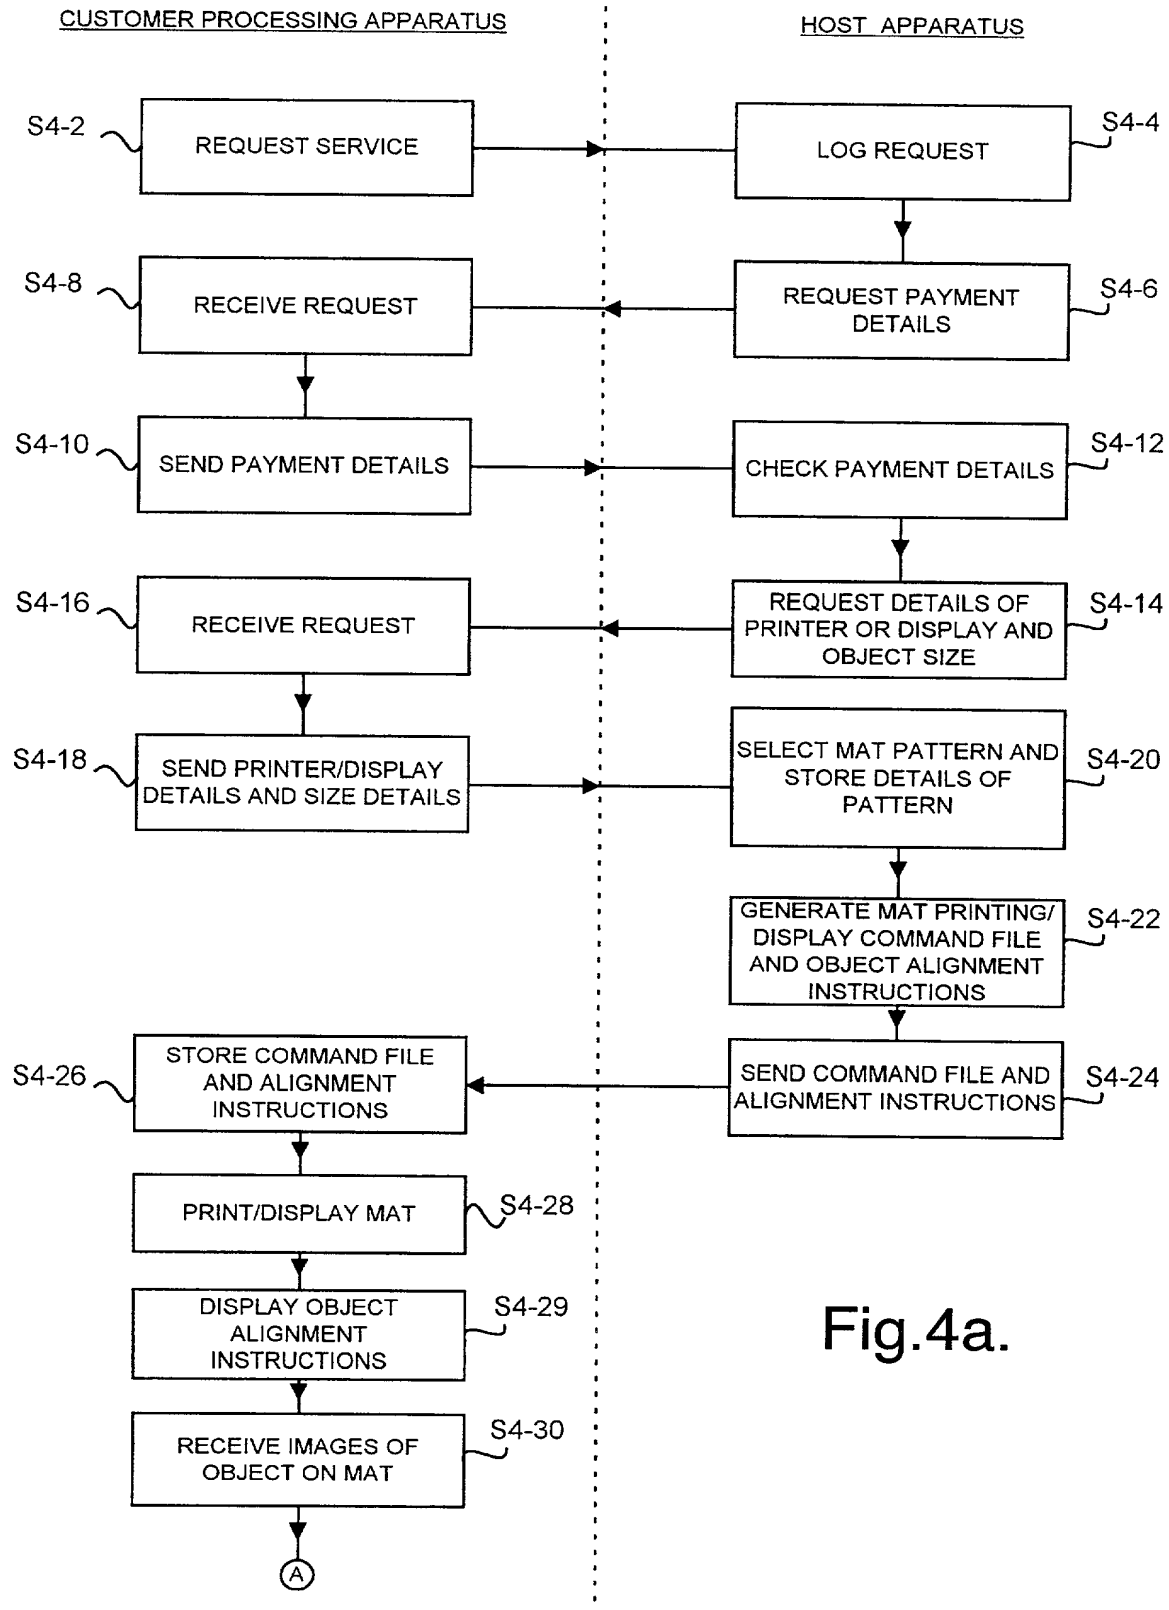 CUSTOMER PROCESSING APPARATUS
HOST APPARATUS
S4-2
REQUEST SERVICE
LOG REQUEST
S4-4
S4-8
RECEIVE REQUEST
REQUEST PAYMENT
DETAILS
S4-6
S4-10
SEND PAYMENT DETAILS
CHECK PAYMENT DETAILS
S4-12
S4-16
RECEIVE REQUEST
REQUEST DETAILS OF
PRINTER OR DISPLAY AND
OBJECT SIZE
S4-14
S4-18
SEND PRINTER/DISPLAY
DETAILS AND SIZE DETAILS
SELECT MAT PATTERN AND
STORE DETAILS OF
PATTERN
S4-20
GENERATE MAT PRINTING/
DISPLAY COMMAND FILE
AND OBJECT ALIGNMENT
INSTRUCTIONS
S4-22
S4-26
STORE COMMAND FILE
AND ALIGNMENT
INSTRUCTIONS
SEND COMMAND FILE AND
ALIGNMENT INSTRUCTIONS
S4-24
PRINT/DISPLAY MAT
S4-28
DISPLAY OBJECT
ALIGNMENT
INSTRUCTIONS
S4-29
Fig.4a.
RECEIVE IMAGES OF
OBJECT ON MAT
S4-30
A